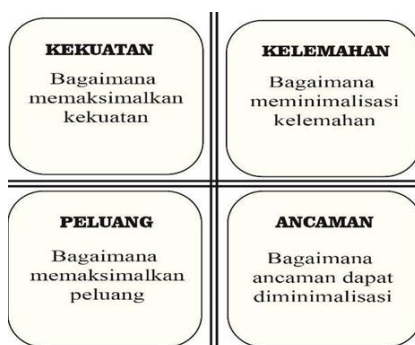 KEKUATAN
Bagaimana
memaksimalkan
kekuatan
KELEMAHAN
Bagaimana
meminimalisasi
kelemahan
PELUANG
Bagaimana
memaksimalkan
peluang
ANCAMAN
Bagaimana
ancaman dapat
diminimalisasi